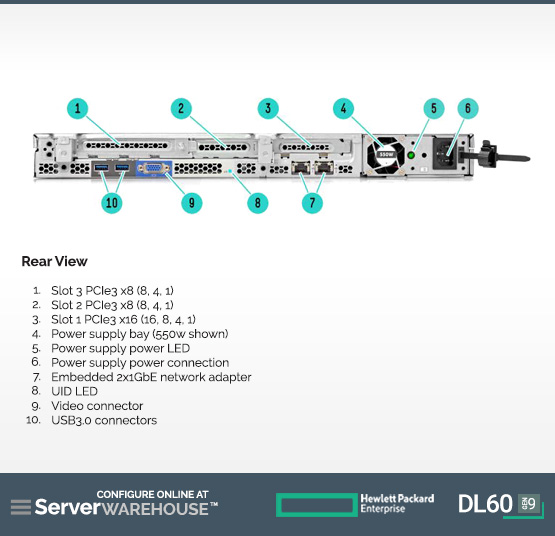 1
2
3
4
5
6
550W
10
9
8
7
Rear View
1. Slot 3 PCIe3 x8 (8, 4, 1)
2. Slot 2 PCIe3 x8 (8, 4, 1)
3. Slot 1 PCIe3 x16 (16, 8, 4, 1)
4. Power supply bay (550w shown)
5. Power supply power LED
6. Power supply power connection
7. Embedded 2x1GbE network adapter
8. UID LED
9. Video connector
10. USB3.0 connectors
CONFIGURE ONLINE AT
ServerWAREHOUSE™
Hewlett Packard
Enterprise
DL60 GEN 9